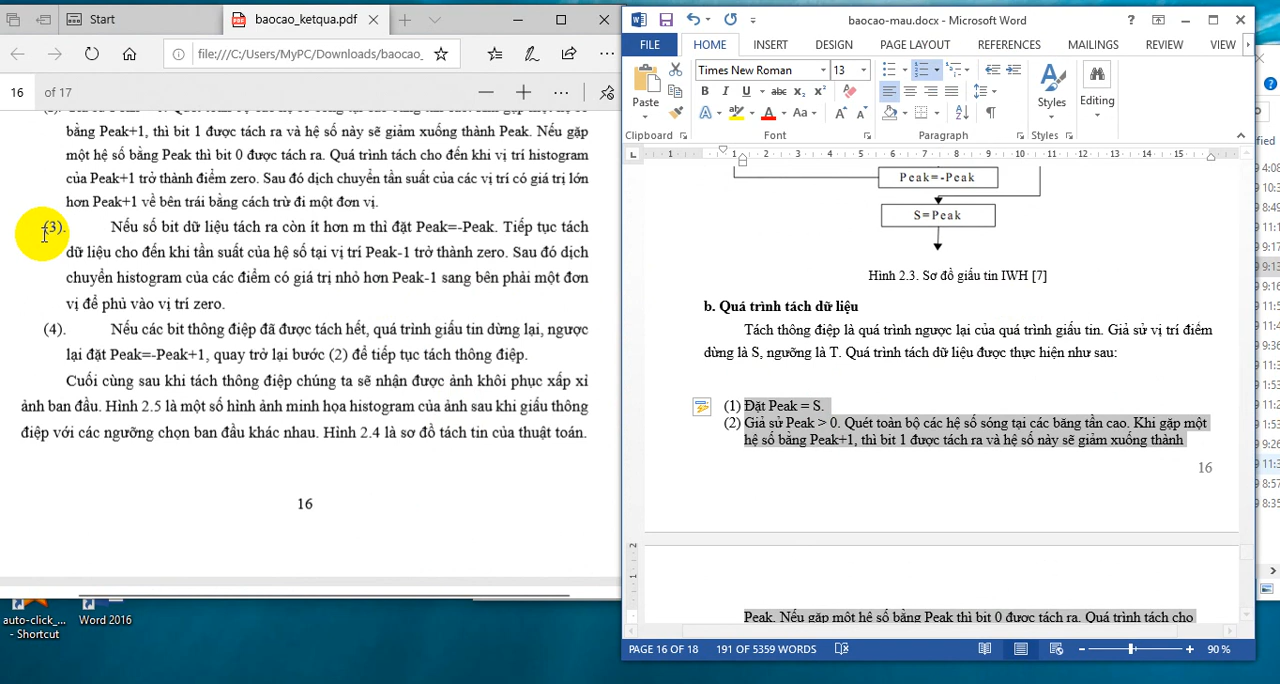 Start
baocao_ketqua.pdf
file:///C:/Users/MyPC/Downloads/baocao_
16 of 17
bằng Peak+1, thì bit 1 được tách ra và hệ số này sẽ giảm xuống thành Peak. Nếu gặp
một hệ số bằng Peak thì bit 0 được tách ra. Quá trình tách cho đến khi vị trí histogram
của Peak+1 trở thành điểm zero. Sau đó dịch chuyển tần suất của các vị trí có giá trị lớn
hơn Peak+1 về bên trái bằng cách trừ đi một đơn vị.
(3). Nếu số bit dữ liệu tách ra còn ít hơn m thì đặt Peak=-Peak. Tiếp tục tách
dữ liệu cho đến khi tần suất của hệ số tại vị trí Peak-1 trở thành zero. Sau đó dịch
chuyển histogram của các điểm có giá trị nhỏ hơn Peak-1 sang bên phải một đơn
vị để phủ vào vị trí zero.
(4). Nếu các bit thông điệp đã được tách hết, quá trình giấu tin dừng lại, ngược
lại đặt Peak=-Peak+1, quay trở lại bước (2) để tiếp tục tách thông điệp.
Cuối cùng sau khi tách thông điệp chúng ta sẽ nhận được ảnh khôi phục xấp xỉ
ảnh ban đầu. Hình 2.5 là một số hình ảnh minh họa histogram của ảnh sau khi giấu thông
điệp với các ngưỡng chọn ban đầu khác nhau. Hình 2.4 là sơ đồ tách tin của thuật toán.
16
auto-click_...
- Shortcut
Word 2016
baocao-mau.docx - Microsoft Word
FILE HOME INSERT DESIGN PAGE LAYOUT REFERENCES MAILINGS REVIEW VIEW
Times New Roman 13
Paste
Styles
Editing
Clipboard Font Paragraph Styles
1 1 2 3 4 5 6 7 8 9 10 11 12 13 14 15
Peak=-Peak
S=Peak
Hình 2.3. Sơ đồ giấu tin IWH [7]
b. Quá trình tách dữ liệu
Tách thông điệp là quá trình ngược lại của quá trình giấu tin. Giả sử vị trí điểm
dừng là S, ngưỡng là T. Quá trình tách dữ liệu được thực hiện như sau:
(1) Đặt Peak = S.
(2) Giả sử Peak > 0. Quét toàn bộ các hệ số sóng tại các băng tần cao. Khi gặp một
hệ số bằng Peak+1, thì bit 1 được tách ra và hệ số này sẽ giảm xuống thành
16
Peak. Nếu gặp một hệ số bằng Peak thì bit 0 được tách ra. Quá trình tách cho
PAGE 16 OF 18 191 OF 5359 WORDS 90 %